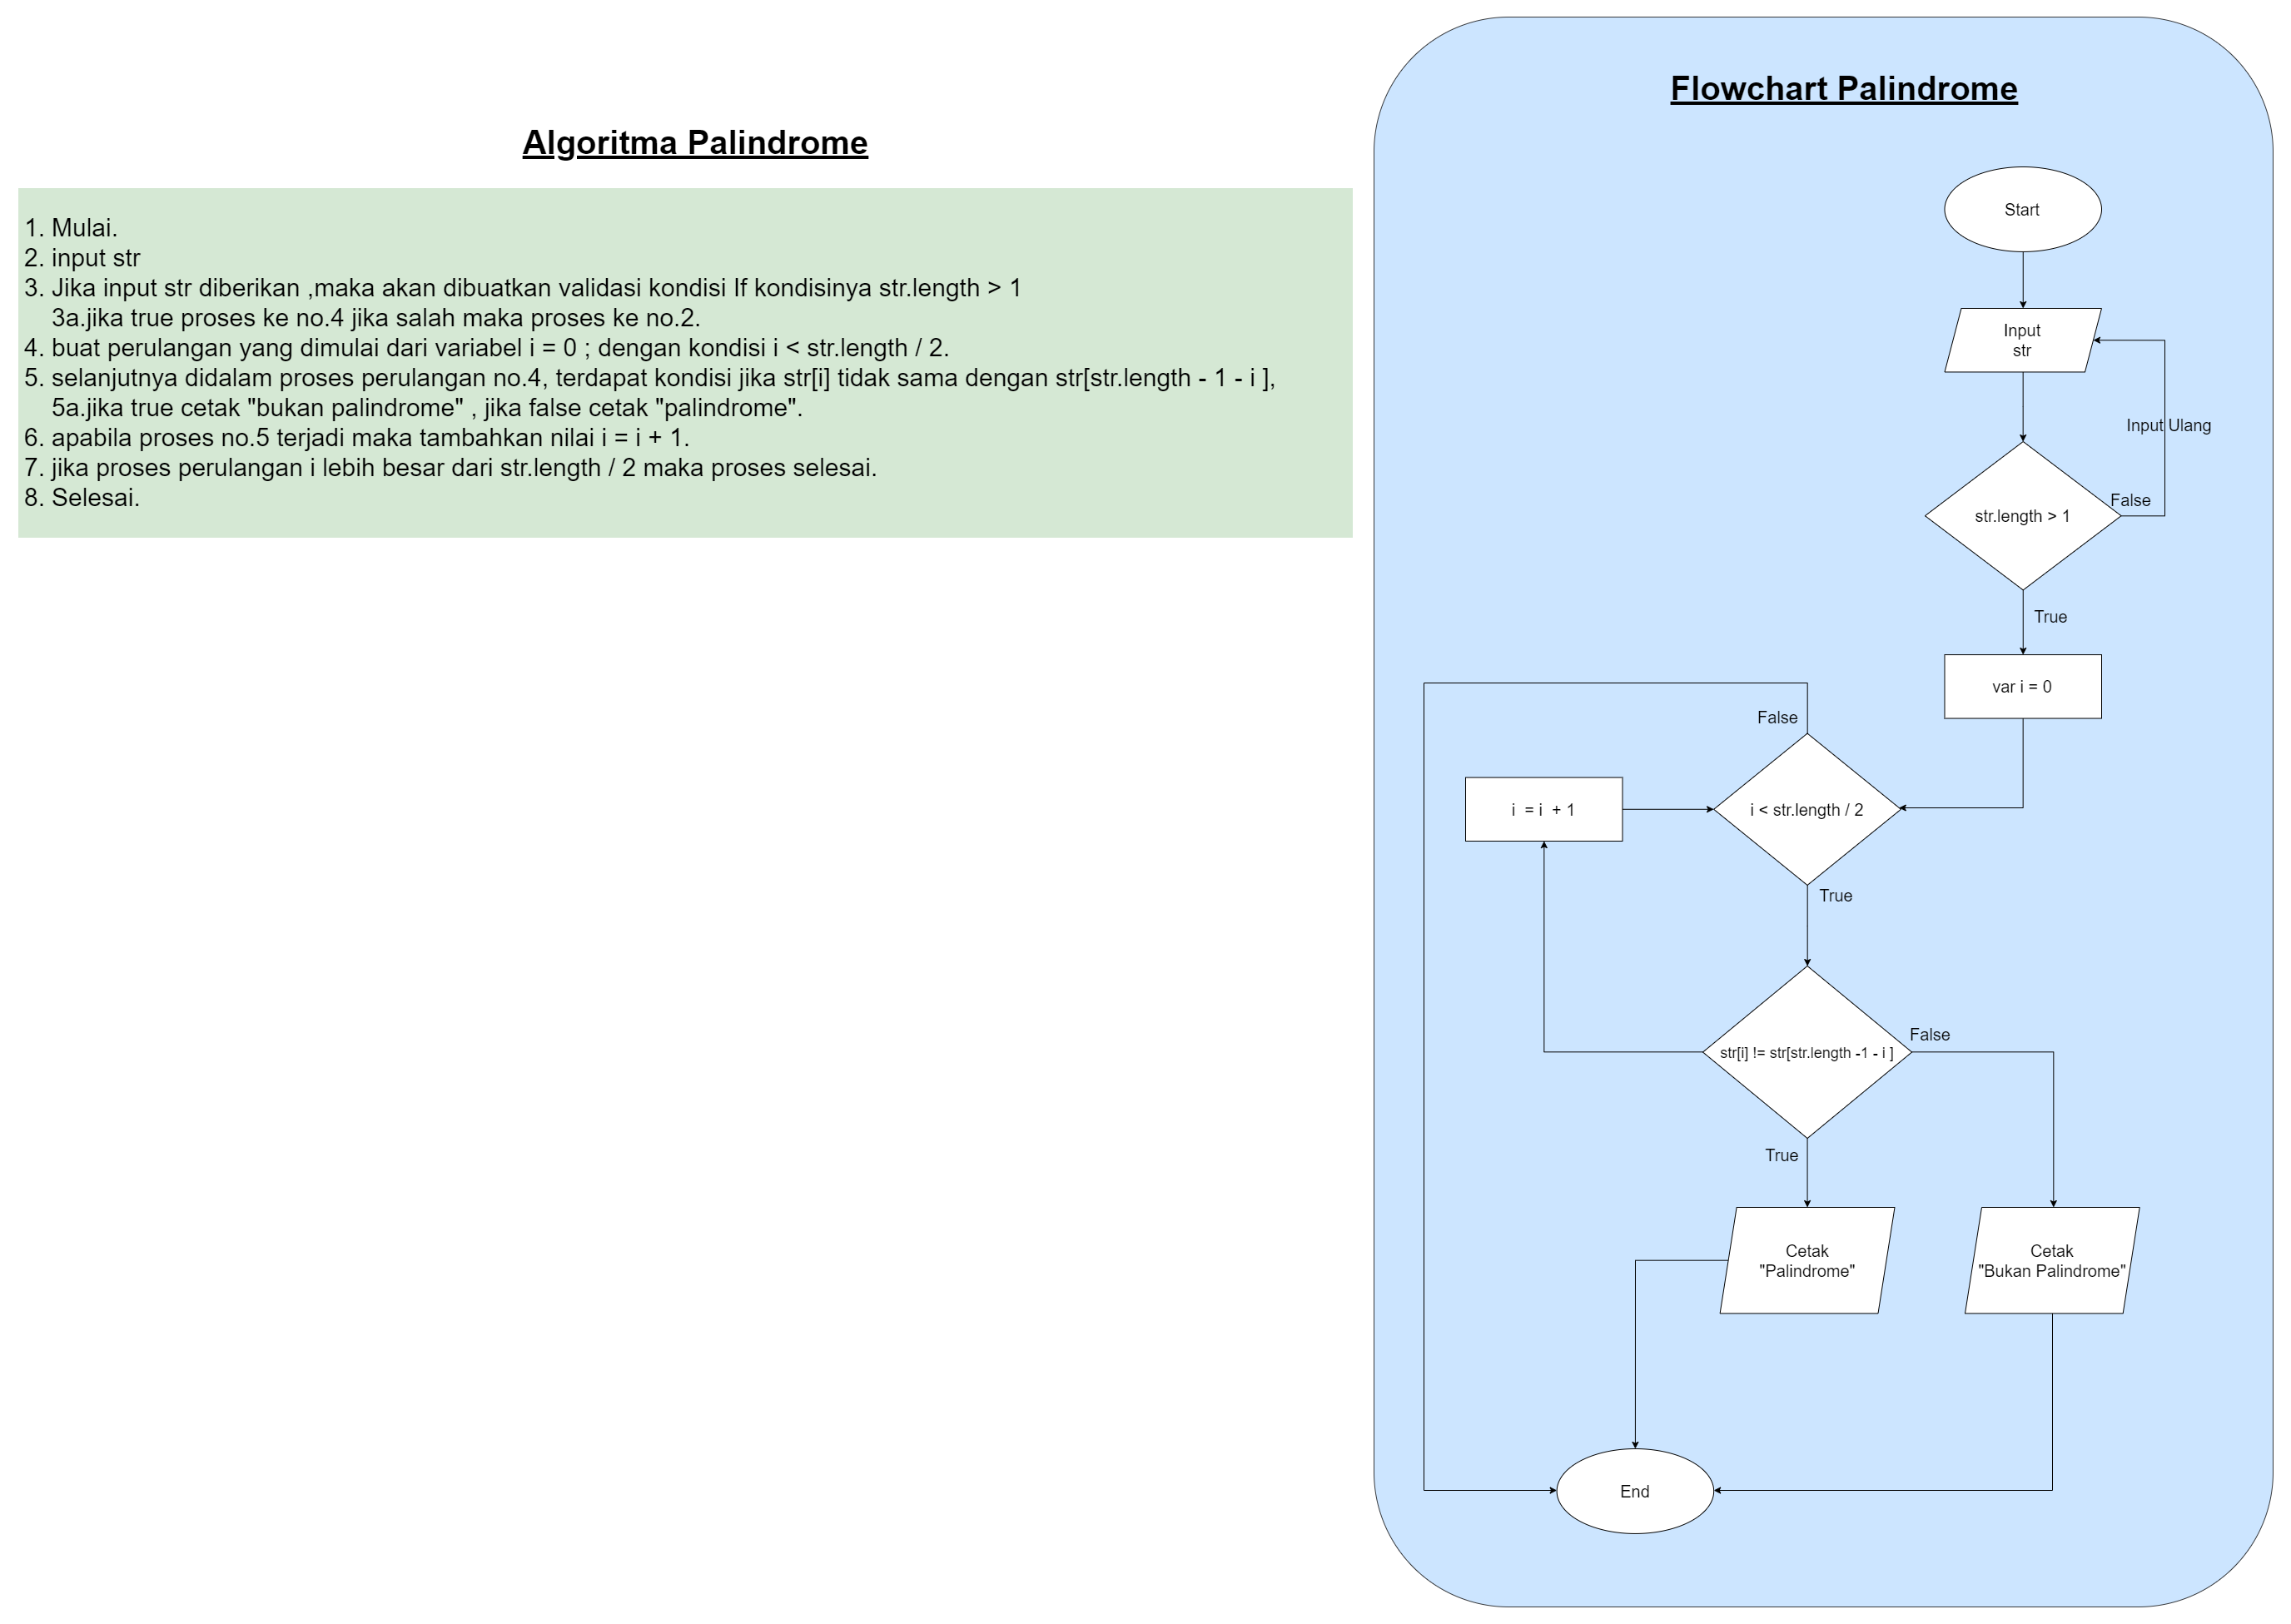 Algoritma Palindrome
1. Mulai.
2. input str
3. Jika input str diberikan ,maka akan dibuatkan validasi kondisi If kondisinya str.length > 1
3a.jika true proses ke no.4 jika salah maka proses ke no.2.
4. buat perulangan yang dimulai dari variabel i = 0 ; dengan kondisi i < str.length / 2.
5. selanjutnya didalam proses perulangan no.4, terdapat kondisi jika str[i] tidak sama dengan str[str.length - 1 - i ],
5a.jika true cetak "bukan palindrome" , jika false cetak "palindrome".
6. apabila proses no.5 terjadi maka tambahkan nilai i = i + 1.
7. jika proses perulangan i lebih besar dari str.length / 2 maka proses selesai.
8. Selesai.
Flowchart Palindrome
Start
Input
str
Input Ulang
False
str.length > 1
True
var i = 0
False
i = i + 1
i < str.length / 2
True
False
str[i] != str[str.length -1 - i ]
True
Cetak
"Palindrome"
Cetak
"Bukan Palindrome"
End